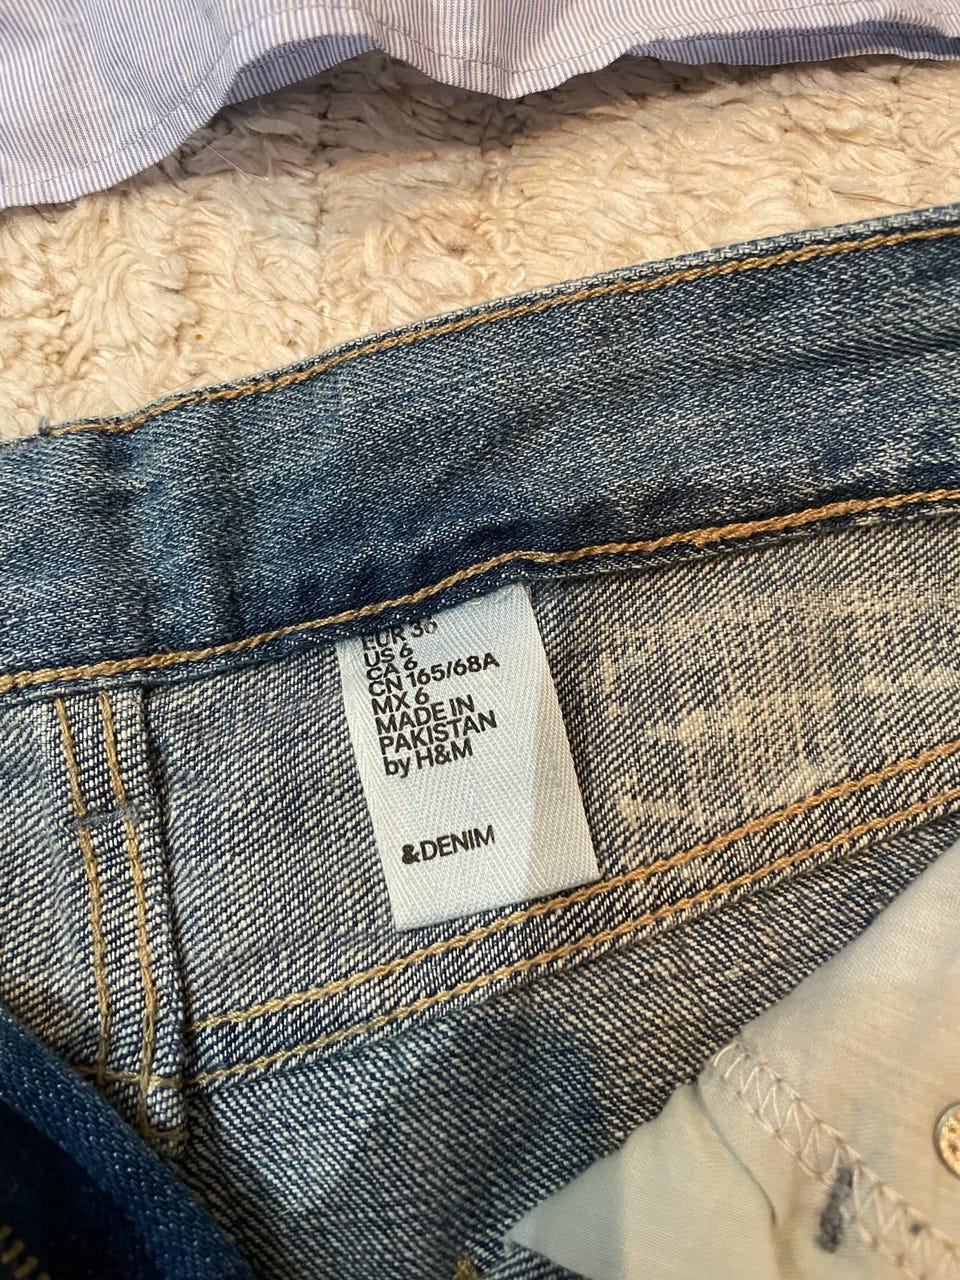 EUR 36
US 6
CA 6
CN 165/68A
MX 6
MADE IN
PAKISTAN
by H&M
&DENIM